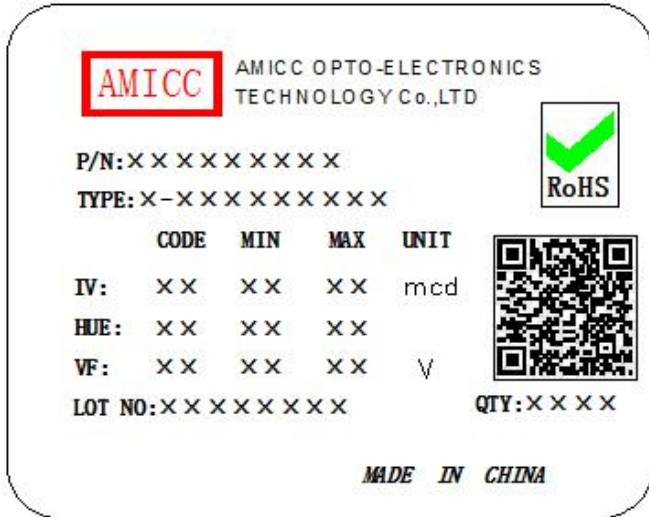 AMICC
AMICC OPTO-ELECTRONICS
TECHNOLOGY Co.,LTD
RoHS
P/N:×××××××××
TYPE:×-×××××××××
CODE MIN MAX UNIT
IV: ×× ×× ×× mcd
HUE: ×× ×× ××
VF: ×× ×× ×× V
LOT NO:×××××××× QTY:××××
MADE IN CHINA